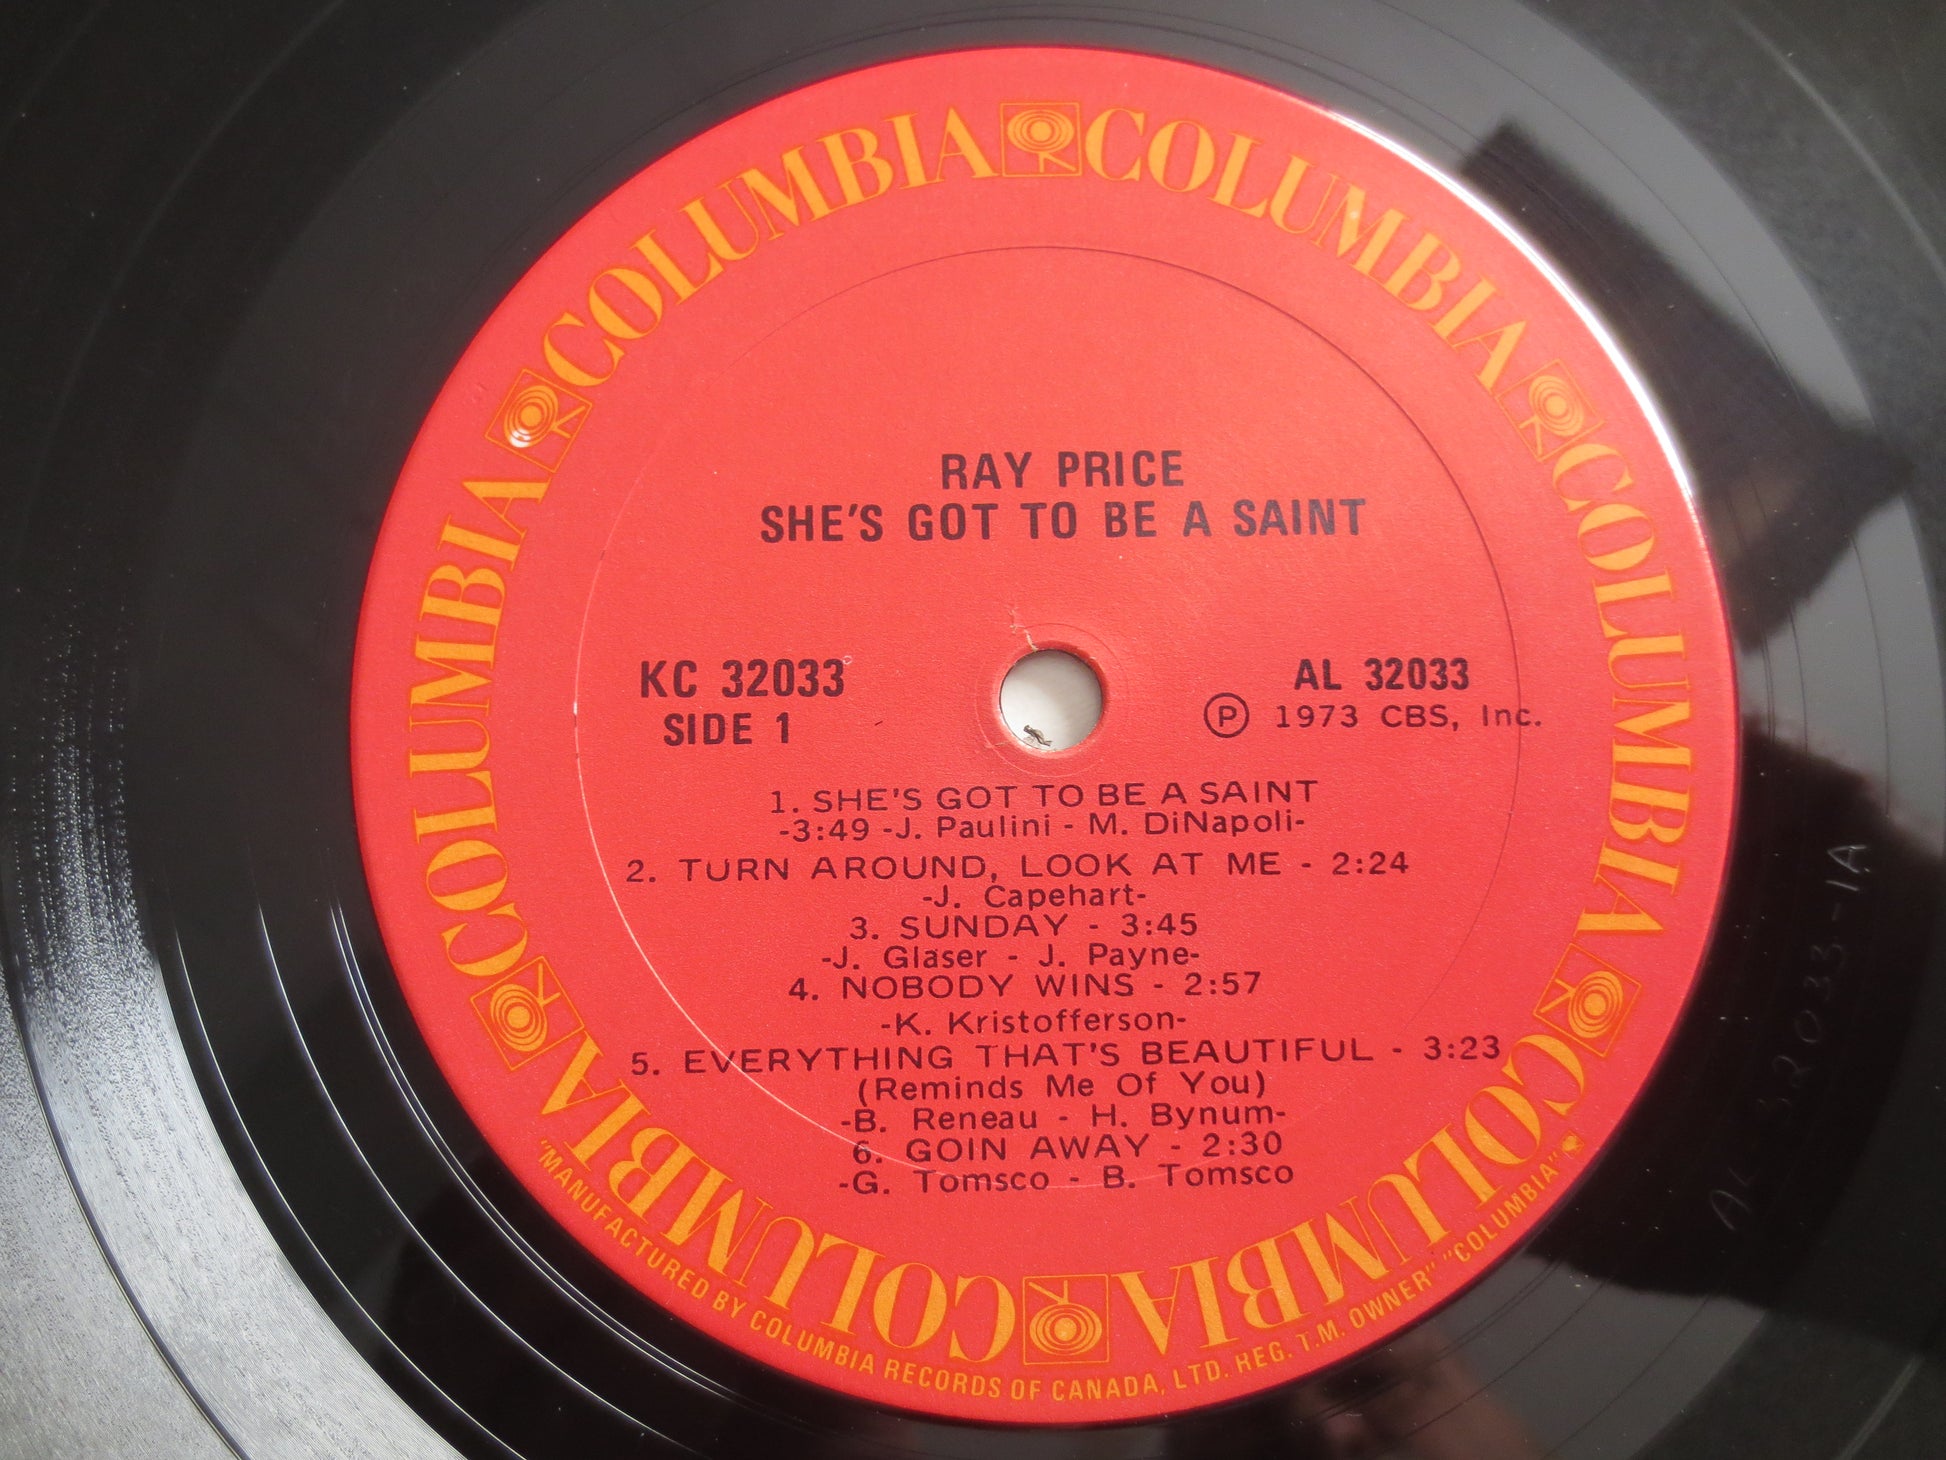 COLUMBIA COLUMBIA COLUMBIA COLUMBIA COLUMBIA COLUMBIA
RAY PRICE
SHE'S GOT TO BE A SAINT
KC 32033
SIDE 1
AL 32033
Ⓟ 1973 CBS, Inc.
1. SHE'S GOT TO BE A SAINT
-3:49 -J. Paulini - M. DiNapoli-
2. TURN AROUND, LOOK AT ME - 2:24
-J. Capehart-
3. SUNDAY - 3:45
-J. Glaser - J. Payne-
4. NOBODY WINS - 2:57
-K. Kristofferson-
5. EVERYTHING THAT'S BEAUTIFUL - 3:23
(Reminds Me Of You)
-B. Reneau - H. Bynum-
6. GOIN AWAY - 2:30
-G. Tomsco - B. Tomsco
"MANUFACTURED BY COLUMBIA RECORDS OF CANADA, LTD. REG. T.M. OWNER" "COLUMBIA"
AL-32033-1A